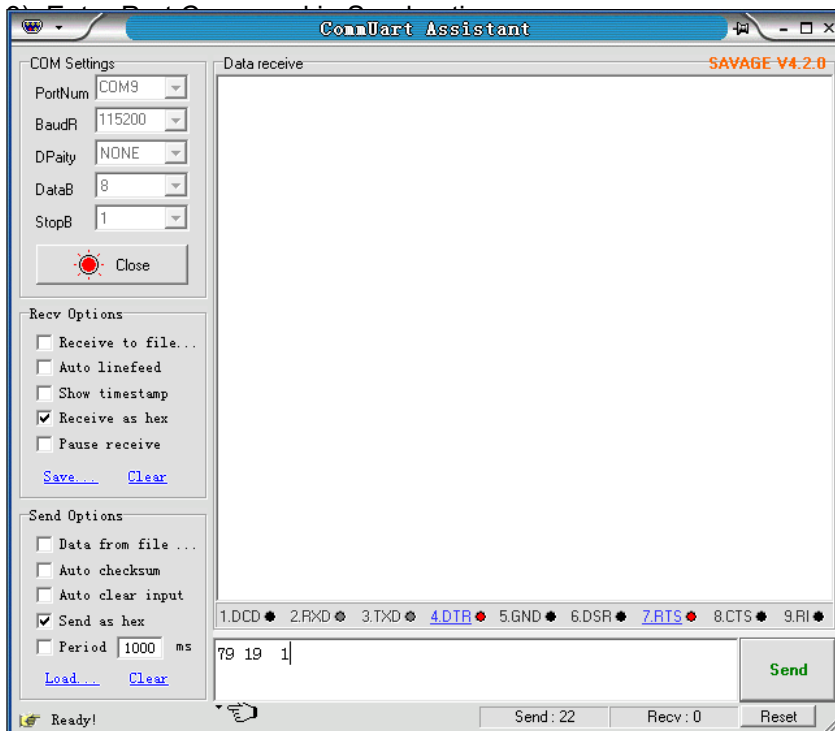 CommUart Assistant
COM Settings
PortNum COM9
BaudR 115200
DPaity NONE
DataB 8
StopB 1
Close
Recv Options
Receive to file...
Auto linefeed
Show timestamp
Receive as hex
Pause receive
Save... Clear
Send Options
Data from file ...
Auto checksum
Auto clear input
Send as hex
Period 1000 ms
Load... Clear
Ready!
Data receive SAVAGE V4.2.0
1.DCD 2.RXD 3.TXD 4.DTR 5.GND 6.DSR 7.RTS 8.CTS 9.RI
79 19 1
Send
Send : 22 Recv : 0 Reset